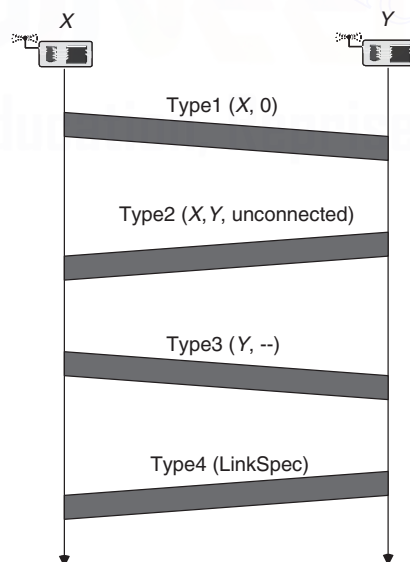 X Y
Type1 (X, 0)
Type2 (X, Y, unconnected)
Type3 (Y, --)
Type4 (LinkSpec)